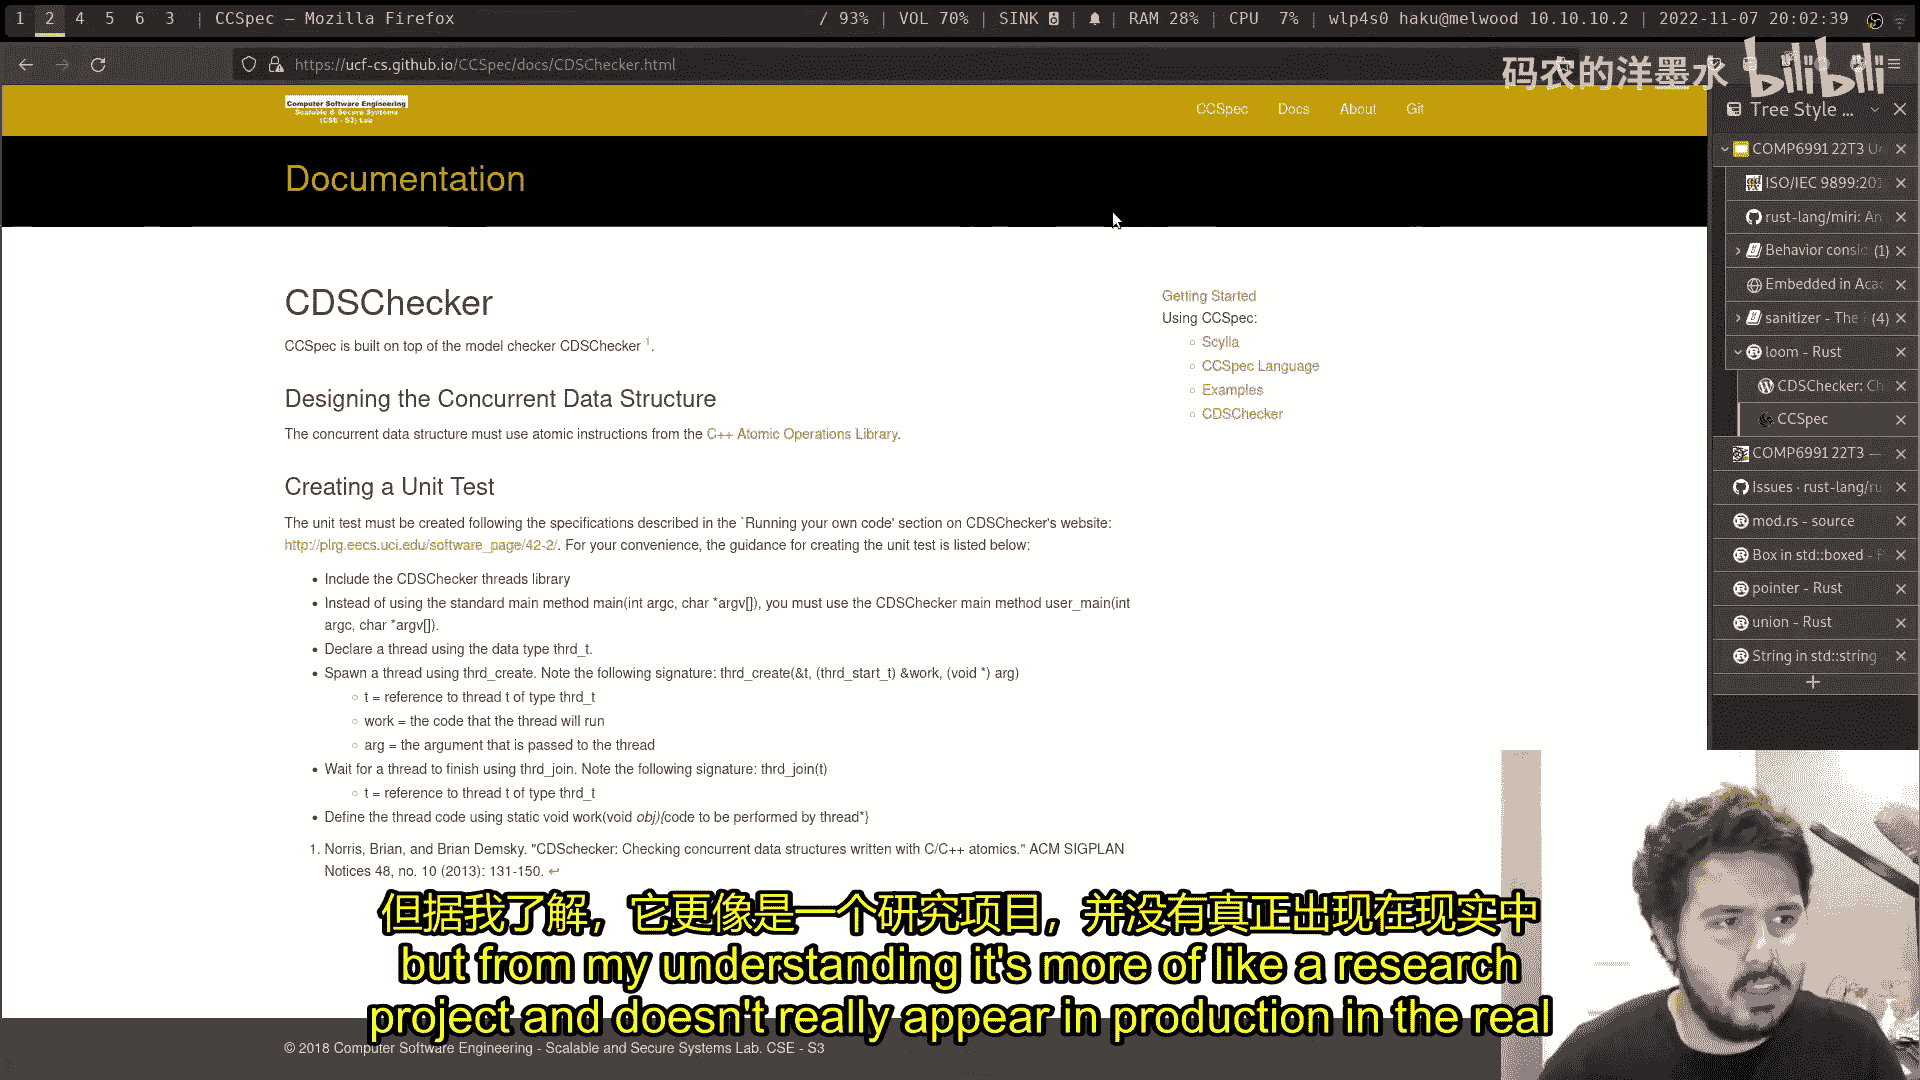 1 2 4 5 6 3 | CCSpec — Mozilla Firefox
/ 93% | VOL 70% | SINK | | RAM 28% | CPU 7% | wlp4s0 haku@melwood 10.10.10.2 | 2022-11-07 20:02:39
https://ucf-cs.github.io/CCSpec/docs/CDSChecker.html
码农的洋墨水 bilibili
Computer Software Engineering
Scalable & Secure Systems
(CSE - S3) Lab
CCSpec Docs About Git
Documentation
CDSChecker
CCSpec is built on top of the model checker CDSChecker 1.
Designing the Concurrent Data Structure
The concurrent data structure must use atomic instructions from the C++ Atomic Operations Library.
Creating a Unit Test
The unit test must be created following the specifications described in the `Running your own code' section on CDSChecker's website:
http://plrg.eecs.uci.edu/software_page/42-2/. For your convenience, the guidance for creating the unit test is listed below:
• Include the CDSChecker threads library
• Instead of using the standard main method main(int argc, char *argv[]), you must use the CDSChecker main method user_main(int
argc, char *argv[]).
• Declare a thread using the data type thrd_t.
• Spawn a thread using thrd_create. Note the following signature: thrd_create(&t, (thrd_start_t) &work, (void *) arg)
◦ t = reference to thread t of type thrd_t
◦ work = the code that the thread will run
◦ arg = the argument that is passed to the thread
• Wait for a thread to finish using thrd_join. Note the following signature: thrd_join(t)
◦ t = reference to thread t of type thrd_t
• Define the thread code using static void work(void obj){code to be performed by thread*}
1. Norris, Brian, and Brian Demsky. "CDSchecker: Checking concurrent data structures written with C/C++ atomics." ACM SIGPLAN
Notices 48, no. 10 (2013): 131-150. ↩
Getting Started
Using CCSpec:
◦ Scylla
◦ CCSpec Language
◦ Examples
◦ CDSChecker
Tree Style ...
COMP6991 22T3 Ur
ISO/IEC 9899:201
rust-lang/miri: An
Behavior consid (1)
Embedded in Acad
sanitizer - The (4)
loom - Rust
CDSChecker: Ch
CCSpec
COMP6991 22T3 —
Issues · rust-lang/ru
mod.rs - source
Box in std::boxed - R
pointer - Rust
union - Rust
String in std::string
+
但据我了解，它更像是一个研究项目，并没有真正出现在现实中
but from my understanding it's more of like a research
project and doesn't really appear in production in the real
© 2018 Computer Software Engineering - Scalable and Secure Systems Lab. CSE - S3